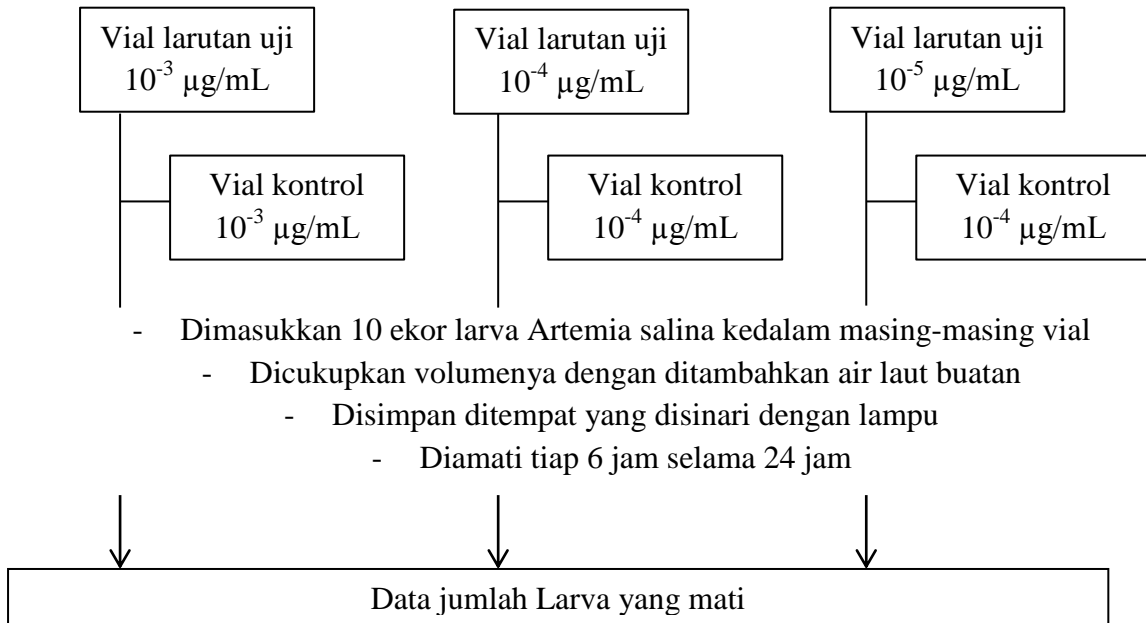 Vial larutan uji
10⁻³ µg/mL
Vial larutan uji
10⁻⁴ µg/mL
Vial larutan uji
10⁻⁵ µg/mL
Vial kontrol
10⁻³ µg/mL
Vial kontrol
10⁻⁴ µg/mL
Vial kontrol
10⁻⁴ µg/mL
- Dimasukkan 10 ekor larva Artemia salina kedalam masing-masing vial
- Dicukupkan volumenya dengan ditambahkan air laut buatan
- Disimpan ditempat yang disinari dengan lampu
- Diamati tiap 6 jam selama 24 jam
Data jumlah Larva yang mati